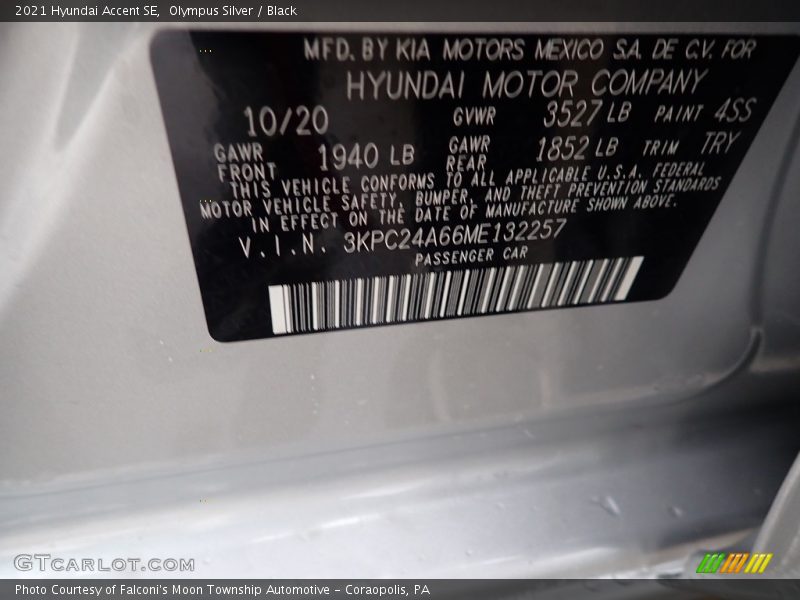 2021 Hyundai Accent SE,  Olympus Silver / Black
MFD. BY KIA MOTORS MEXICO S.A. DE C.V. FOR
HYUNDAI MOTOR COMPANY
10/20 GVWR 3527 LB PAINT 4SS
GAWR FRONT 1940 LB GAWR REAR 1852 LB TRIM TRY
THIS VEHICLE CONFORMS TO ALL APPLICABLE U.S.A. FEDERAL
MOTOR VEHICLE SAFETY, BUMPER, AND THEFT PREVENTION STANDARDS
IN EFFECT ON THE DATE OF MANUFACTURE SHOWN ABOVE.
V.I.N. 3KPC24A66ME132257
PASSENGER CAR
GTCARLOT.COM
Photo Courtesy of Falconi's Moon Township Automotive – Coraopolis, PA